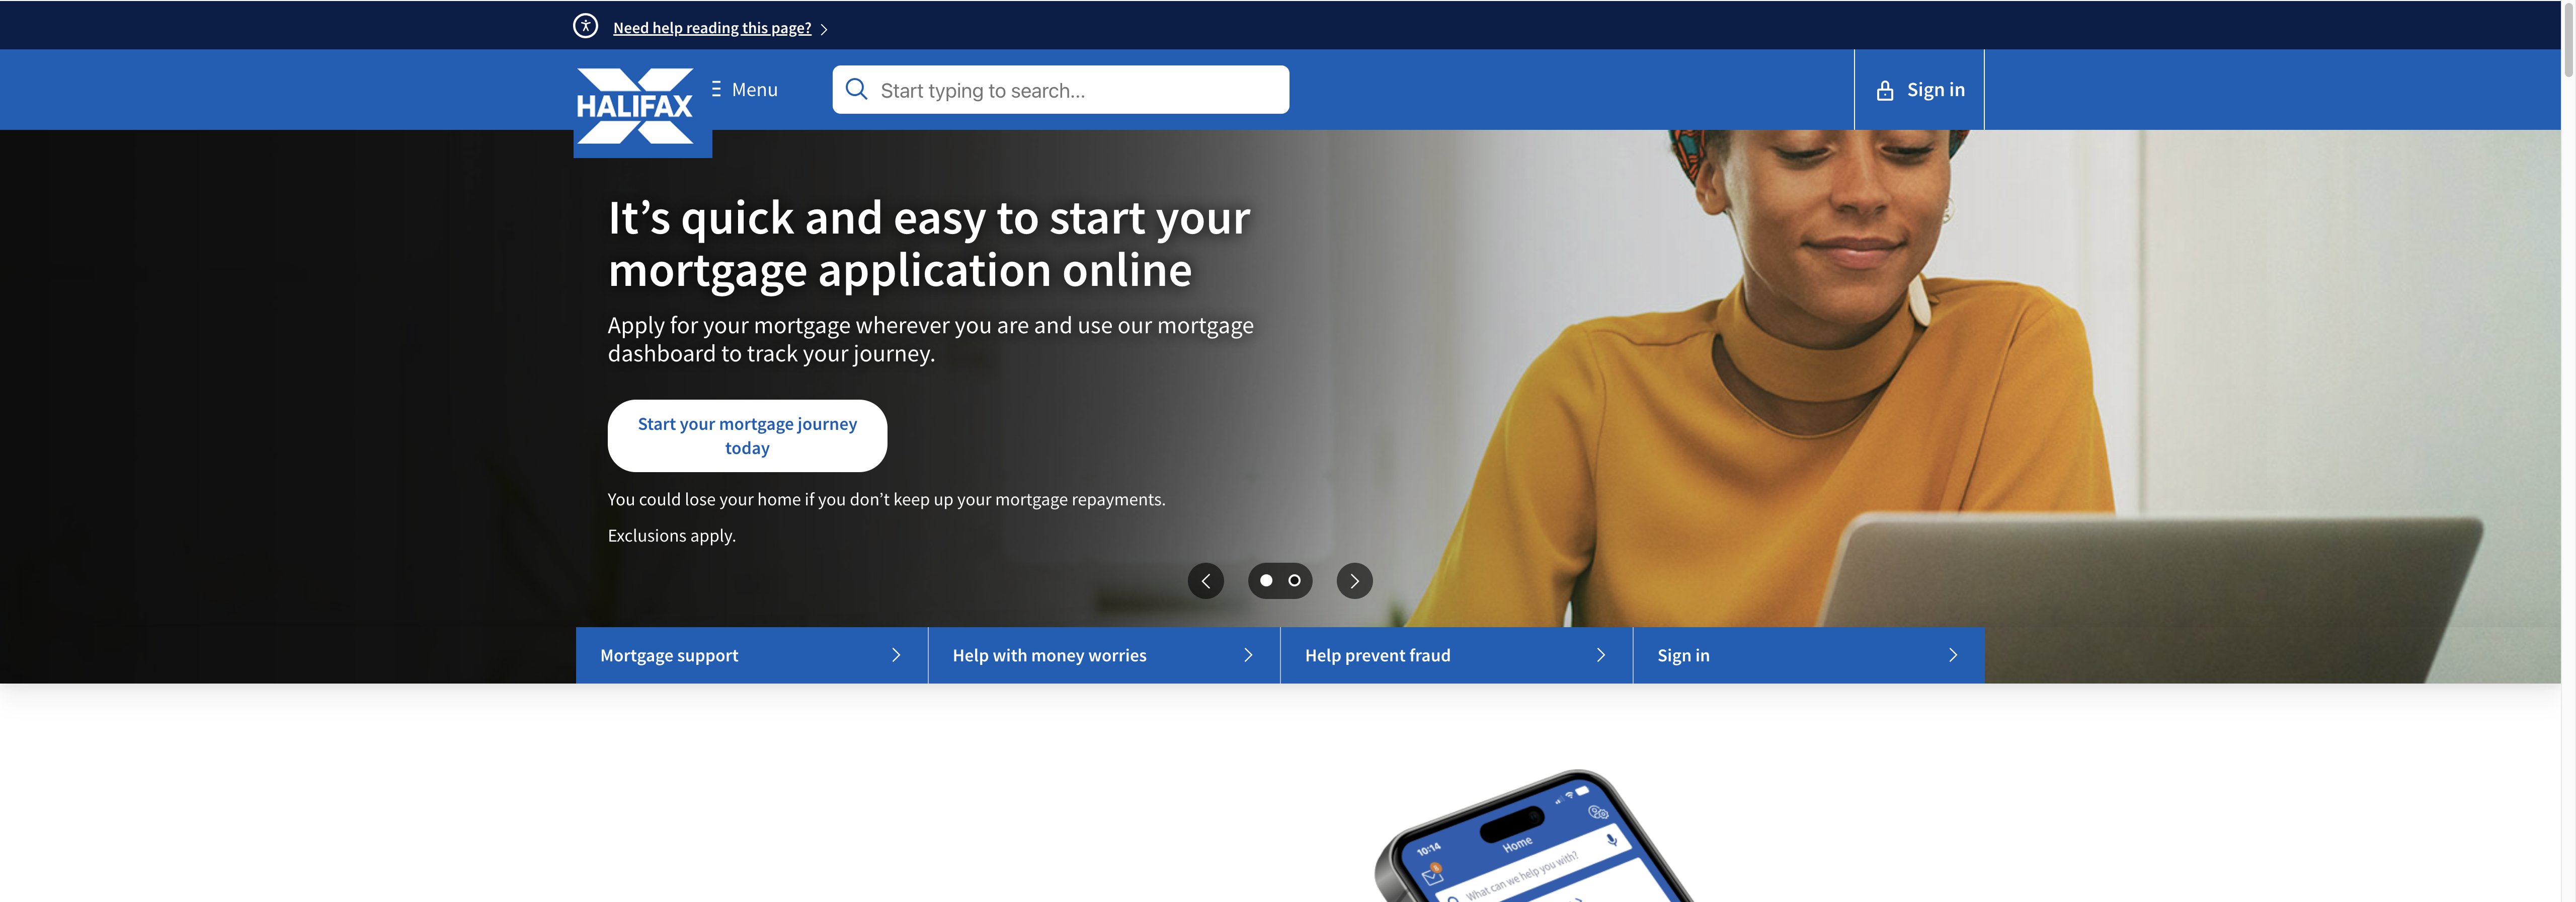 Need help reading this page?
HALIFAX
Menu
Start typing to search...
Sign in
It’s quick and easy to start your
mortgage application online
Apply for your mortgage wherever you are and use our mortgage
dashboard to track your journey.
Start your mortgage journey
today
You could lose your home if you don’t keep up your mortgage repayments.
Exclusions apply.
Mortgage support
Help with money worries
Help prevent fraud
Sign in
10:14
Home
What can we help you with?